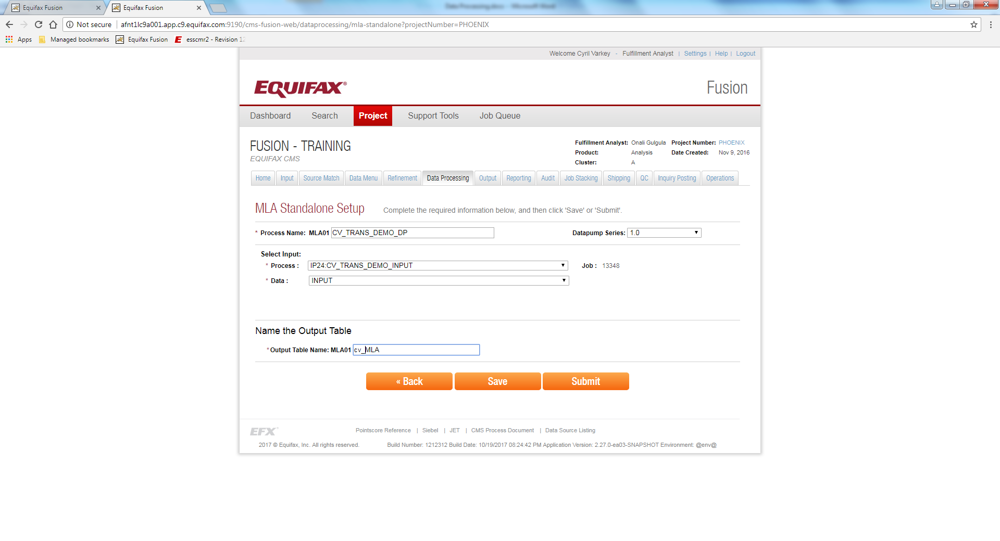 Equifax Fusion
Equifax Fusion
Data Processing.docx - Microsoft Word
Not secure | afnt1lc9a001.app.c9.equifax.com:9190/cms-fusion-web/dataprocessing/mla-standalone?projectNumber=PHOENIX
Apps Managed bookmarks Equifax Fusion esscmr2 - Revision 12
Welcome Cyril Varkey - Fulfillment Analyst | Settings | Help | Logout
EQUIFAX® Fusion
Dashboard Search Project Support Tools Job Queue
FUSION - TRAINING
EQUIFAX CMS
Fulfillment Analyst: Onali Gulgula Project Number: PHOENIX
Product: Analysis Date Created: Nov 9, 2016
Cluster: A
Home Input Source Match Data Menu Refinement Data Processing Output Reporting Audit Job Stacking Shipping QC Inquiry Posting Operations
MLA Standalone Setup Complete the required information below, and then click 'Save' or 'Submit'.
* Process Name: MLA01 CV_TRANS_DEMO_DP Datapump Series: 1.0
Select Input:
* Process : IP24:CV_TRANS_DEMO_INPUT Job : 13348
* Data : INPUT
Name the Output Table
* Output Table Name: MLA01 cv_MLA
« Back Save Submit
EFX Pointscore Reference | Siebel | JET | CMS Process Document | Data Source Listing
2017 © Equifax, Inc. All rights reserved. Build Number: 1212312 Build Date: 10/19/2017 08:24:42 PM Application Version: 2.27.0-ea03-SNAPSHOT Environment: @env@